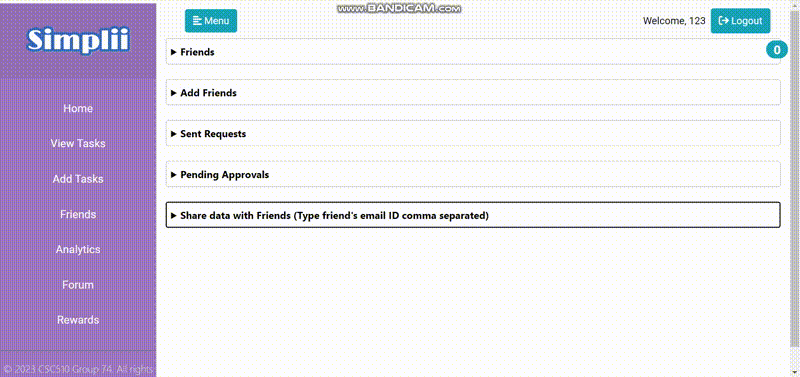 www.BANDICAM.com
Simplii
Menu
Welcome, 123
Logout
Friends
0
Add Friends
Sent Requests
Pending Approvals
Share data with Friends (Type friend's email ID comma separated)
Home
View Tasks
Add Tasks
Friends
Analytics
Forum
Rewards
© 2023 CSC510 Group 74. All rights